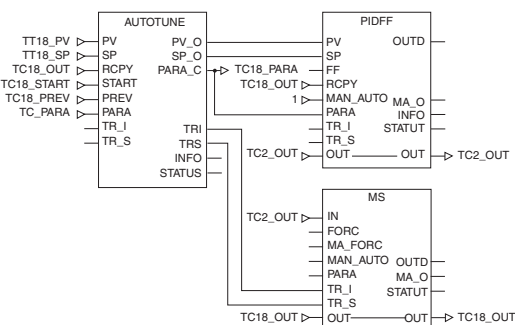 AUTOTUNE
TT18_PV PV PV_O
TT18_SP SP SP_O
TC18_OUT RCPY PARA_C TC18_PARA
TC18_START START
TC18_PREV PREV
TC_PARA PARA
TR_I TRI
TR_S TRS
INFO
STATUS
PIDFF
PV OUTD
SP
FF
TC18_OUT RCPY
1 MAN_AUTO MA_O
PARA INFO
TR_I STATUT
TR_S
TC2_OUT OUT OUT TC2_OUT
MS
TC2_OUT IN
FORC
MA_FORC
MAN_AUTO OUTD
PARA MA_O
TR_I STATUT
TR_S
TC18_OUT OUT OUT TC18_OUT